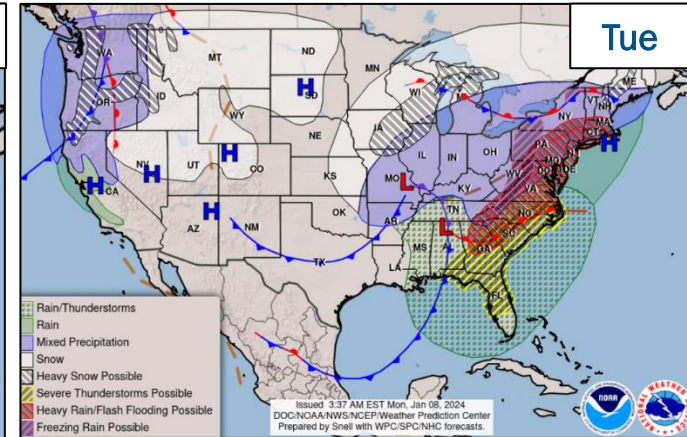 Tue
WA
MT
ND
MN
ME
OR
ID
WY
H
SD
WI
VT
NH
NY
MA
CT
IA
NE
PA
H
NV
UT
H
CO
IL
IN
OH
MD
DE
H
CA
H
KS
MO
L
KY
WV
VA
H
AZ
NM
OK
AR
TN
NC
L
SC
MS
GA
TX
LA
FL
Rain/Thunderstorms
Rain
Mixed Precipitation
Snow
Heavy Snow Possible
Severe Thunderstorms Possible
Heavy Rain/Flash Flooding Possible
Freezing Rain Possible
Issued 3:37 AM EST Mon, Jan 08, 2024
DOC/NOAA/NWS/NCEP/Weather Prediction Center
Prepared by Snell with WPC/SPC/NHC forecasts.
NOAA